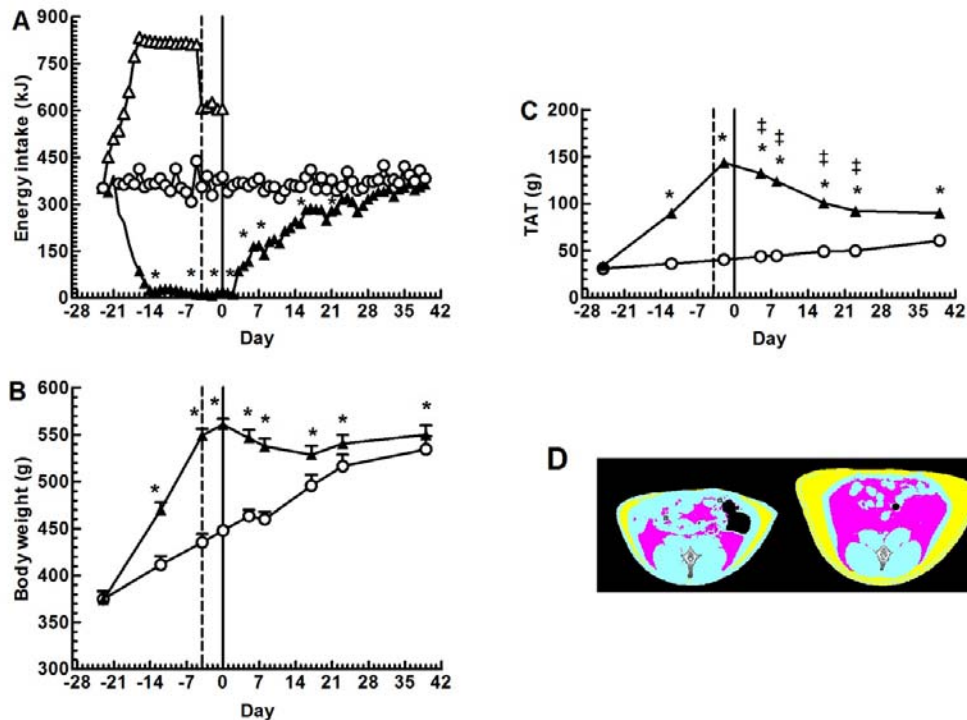 A
Energy intake (kJ)
900
750
600
450
300
150
0
* * * * * * * *
-28 -21 -14 -7 0 7 14 21 28 35 42
Day
B
Body weight (g)
600
550
500
450
400
350
300
* * * * * * * *
-28 -21 -14 -7 0 7 14 21 28 35 42
Day
C
TAT (g)
200
150
100
50
0
‡ ‡ ‡ ‡
* * * * * * *
-28 -21 -14 -7 0 7 14 21 28 35 42
Day
D